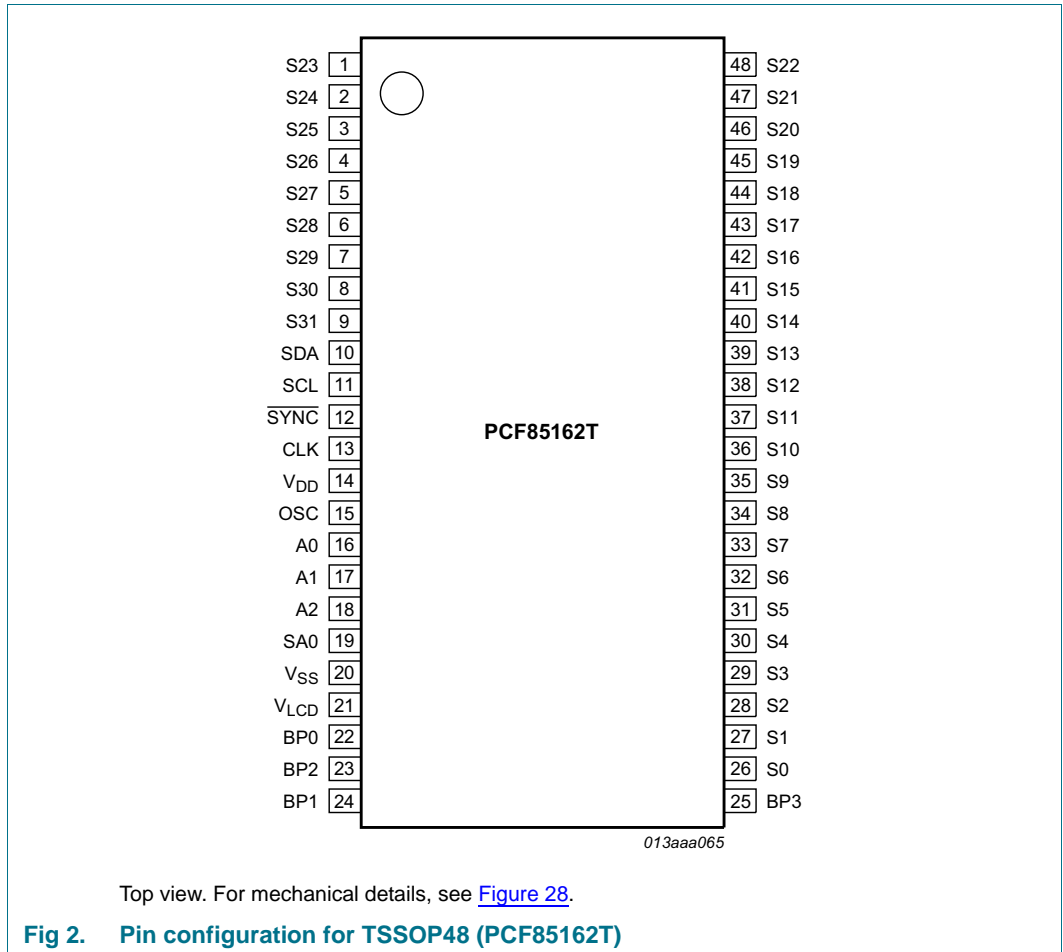 S23 1 48 S22
S24 2 47 S21
S25 3 46 S20
S26 4 45 S19
S27 5 44 S18
S28 6 43 S17
S29 7 42 S16
S30 8 41 S15
S31 9 40 S14
SDA 10 39 S13
SCL 11 38 S12
SYNC 12 37 S11
PCF85162T
CLK 13 36 S10
VDD 14 35 S9
OSC 15 34 S8
A0 16 33 S7
A1 17 32 S6
A2 18 31 S5
SA0 19 30 S4
VSS 20 29 S3
VLCD 21 28 S2
BP0 22 27 S1
BP2 23 26 S0
BP1 24 25 BP3
013aaa065
Top view. For mechanical details, see Figure 28.
Fig 2. Pin configuration for TSSOP48 (PCF85162T)